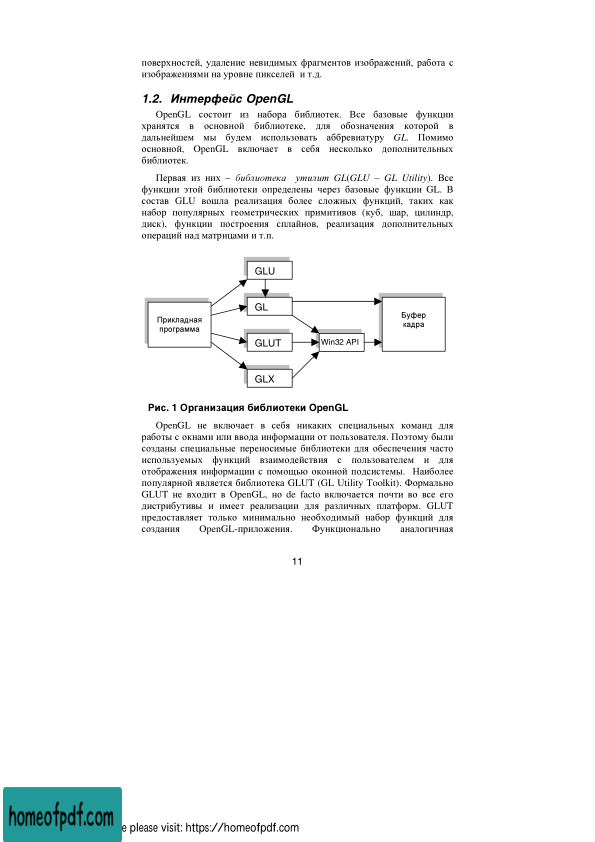 поверхностей, удаление невидимых фрагментов изображений, работа с
изображениями на уровне пикселей и т.д.
1.2. Интерфейс OpenGL
OpenGL состоит из набора библиотек. Все базовые функции
хранятся в основной библиотеке, для обозначения которой в
дальнейшем мы будем использовать аббревиатуру GL. Помимо
основной, OpenGL включает в себя несколько дополнительных
библиотек.
Первая из них – библиотека утилит GL(GLU – GL Utility). Все
функции этой библиотеки определены через базовые функции GL. В
состав GLU вошла реализация более сложных функций, таких как
набор популярных геометрических примитивов (куб, шар, цилиндр,
диск), функции построения сплайнов, реализация дополнительных
операций над матрицами и т.п.
GLU
GL
Прикладная
программа
Буфер
кадра
GLUT
Win32 API
GLX
Рис. 1 Организация библиотеки OpenGL
OpenGL не включает в себя никаких специальных команд для
работы с окнами или ввода информации от пользователя. Поэтому были
созданы специальные переносимые библиотеки для обеспечения часто
используемых функций взаимодействия с пользователем и для
отображения информации с помощью оконной подсистемы. Наиболее
популярной является библиотека GLUT (GL Utility Toolkit). Формально
GLUT не входит в OpenGL, но de facto включается почти во все его
дистрибутивы и имеет реализации для различных платформ. GLUT
предоставляет только минимально необходимый набор функций для
создания OpenGL-приложения. Функционально аналогичная
11
homeofpdf.com
e please visit: https://homeofpdf.com